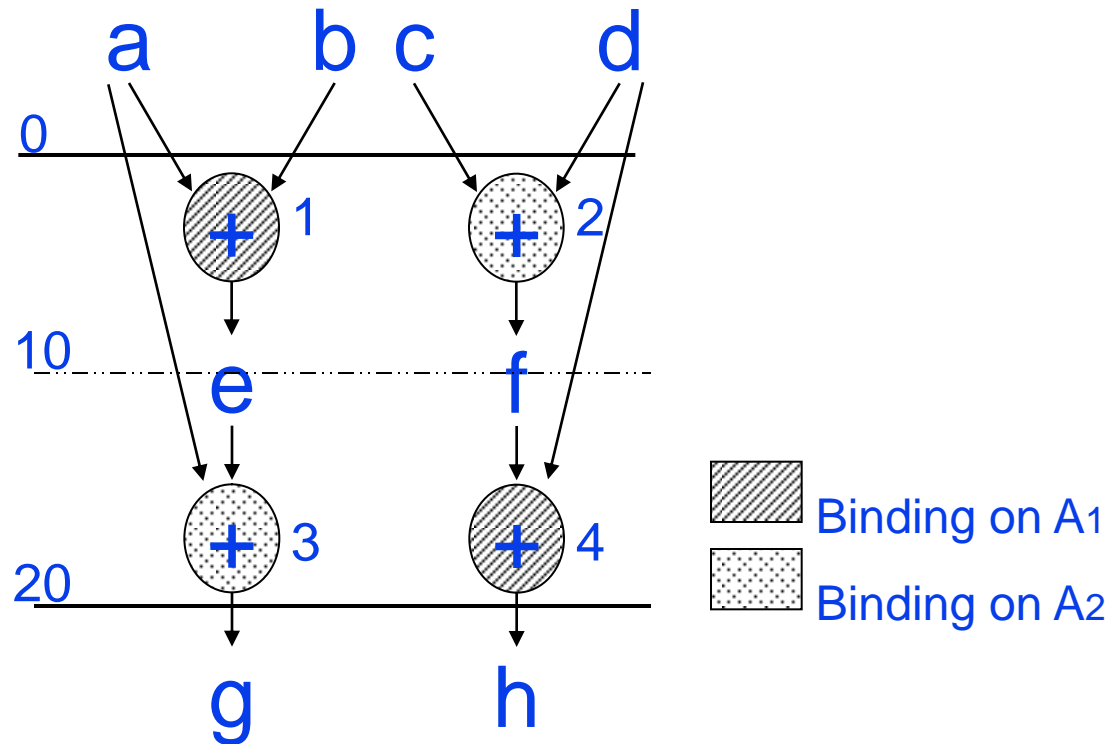 a b c d
0
+ 1 + 2
10
e f
+ 3 + 4
20
g h
Binding on A1
Binding on A2